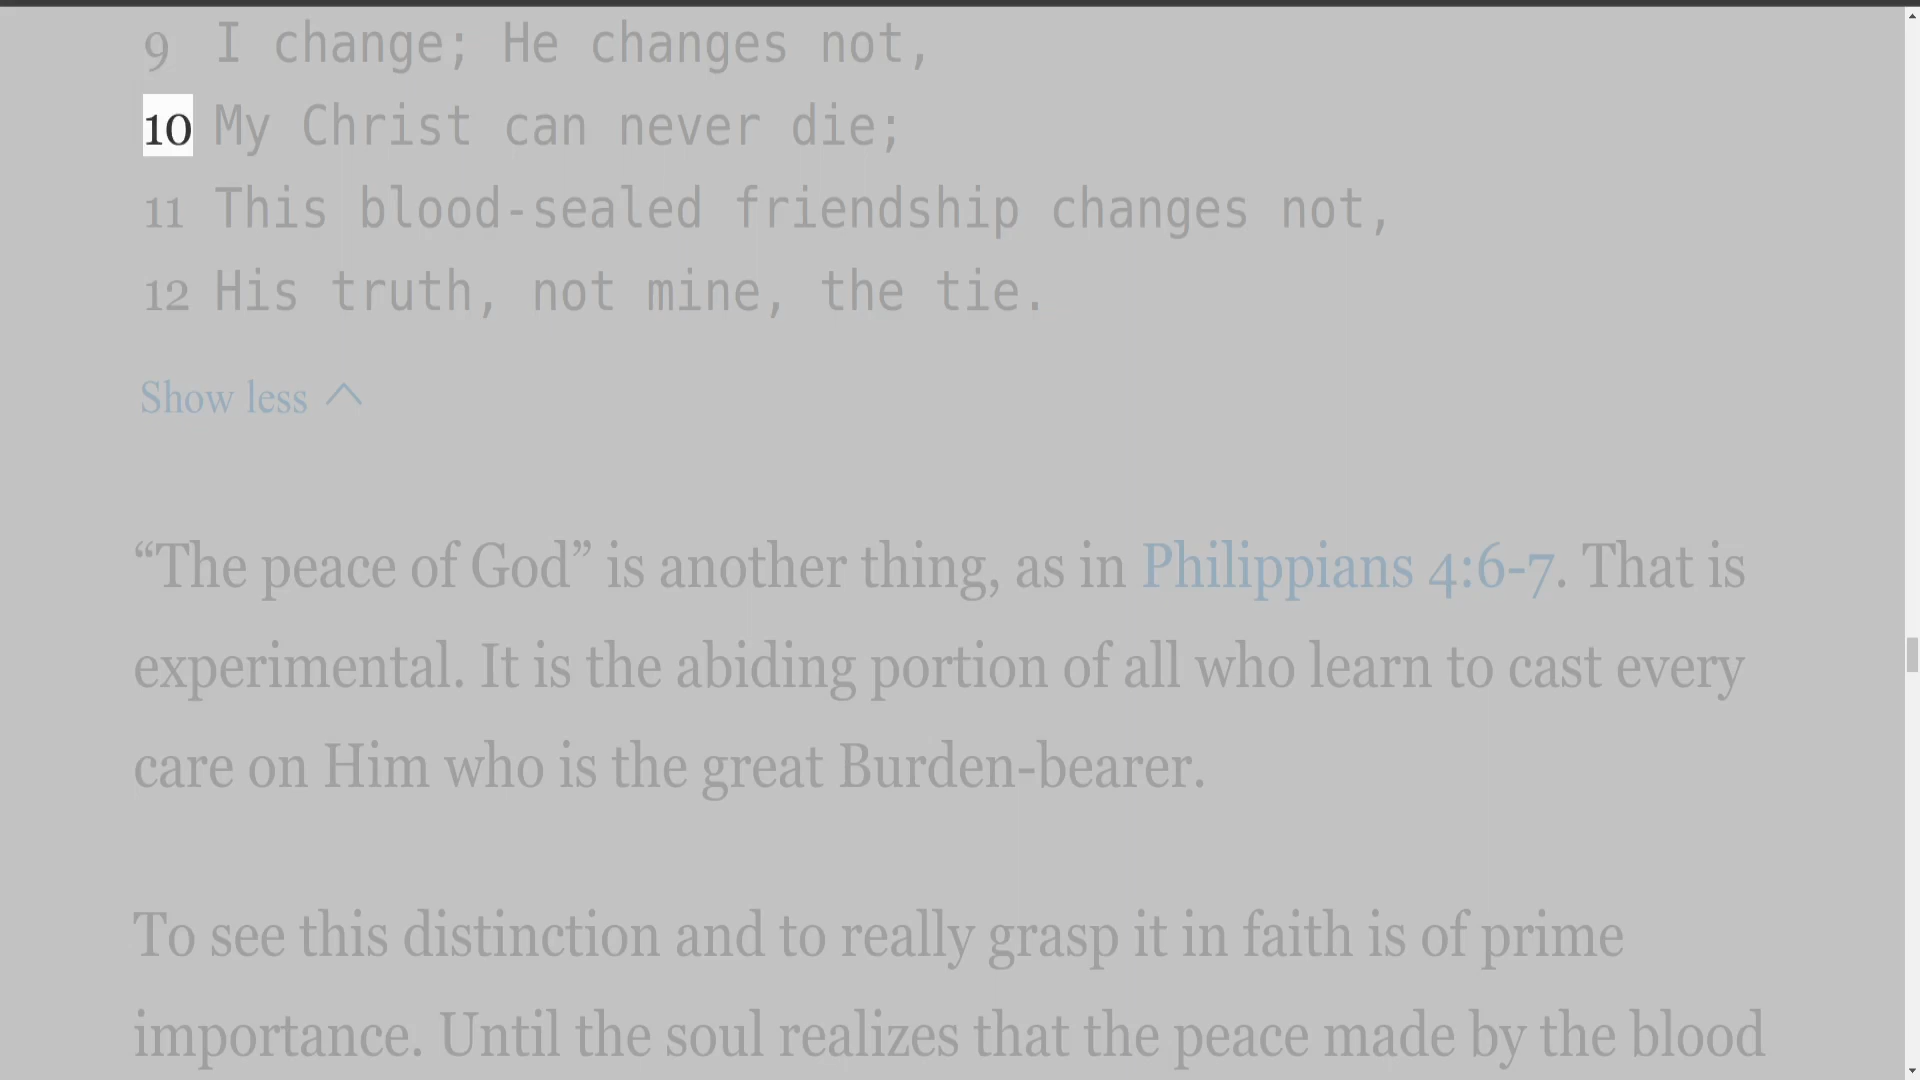 9 I change; He changes not,
10 My Christ can never die;
11 This blood-sealed friendship changes not,
12 His truth, not mine, the tie.
Show less
“The peace of God” is another thing, as in Philippians 4:6-7. That is
experimental. It is the abiding portion of all who learn to cast every
care on Him who is the great Burden-bearer.
To see this distinction and to really grasp it in faith is of prime
importance. Until the soul realizes that the peace made by the blood